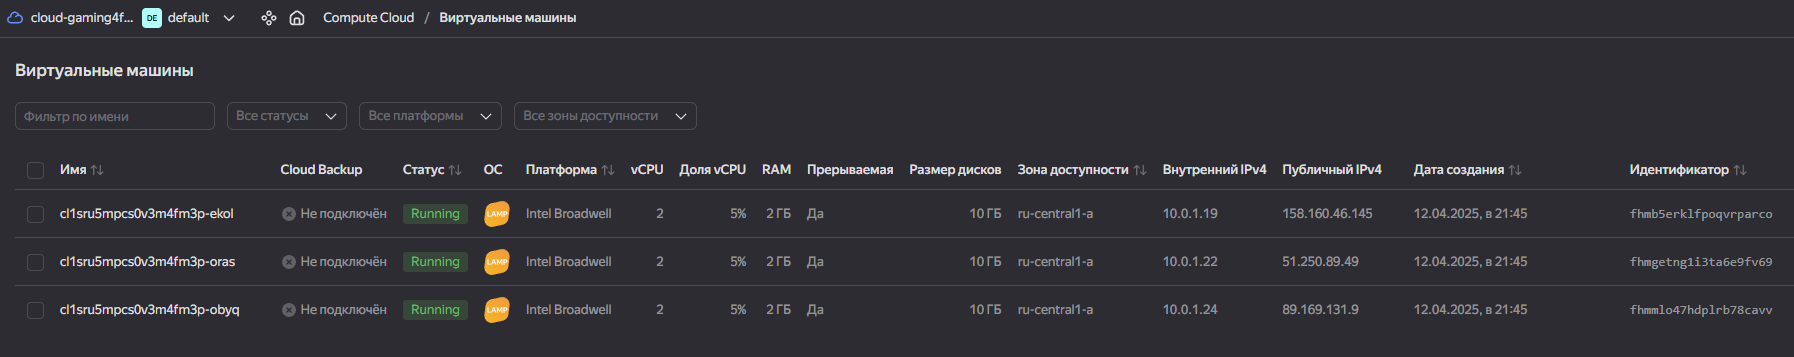 cloud-gaming4f... DE default Compute Cloud / Виртуальные машины
Виртуальные машины
Фильтр по имени Все статусы Все платформы Все зоны доступности
Имя Cloud Backup Статус ОС Платформа vCPU Доля vCPU RAM Прерываемая Размер дисков Зона доступности Внутренний IPv4 Публичный IPv4 Дата создания Идентификатор
cl1sru5mpcs0v3m4fm3p-ekol Не подключён Running LAMP Intel Broadwell 2 5% 2 ГБ Да 10 ГБ ru-central1-a 10.0.1.19 158.160.46.145 12.04.2025, в 21:45 fhmb5erklfpoqvrparco
cl1sru5mpcs0v3m4fm3p-oras Не подключён Running LAMP Intel Broadwell 2 5% 2 ГБ Да 10 ГБ ru-central1-a 10.0.1.22 51.250.89.49 12.04.2025, в 21:45 fhmgetng1i3ta6e9fv69
cl1sru5mpcs0v3m4fm3p-obyq Не подключён Running LAMP Intel Broadwell 2 5% 2 ГБ Да 10 ГБ ru-central1-a 10.0.1.24 89.169.131.9 12.04.2025, в 21:45 fhmmlo47hdplrb78cavv